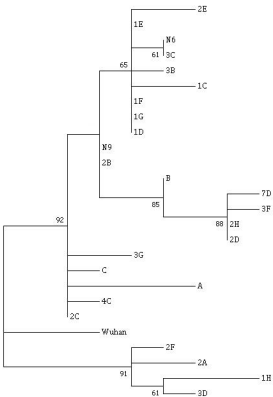 2E
1E
N6
61
3C
65
3B
1C
1F
1G
1D
N9
2B
B
85
7D
3F
88
2H
2D
92
3G
C
A
4C
2C
Wuhan
2F
91
2A
1H
61
3D